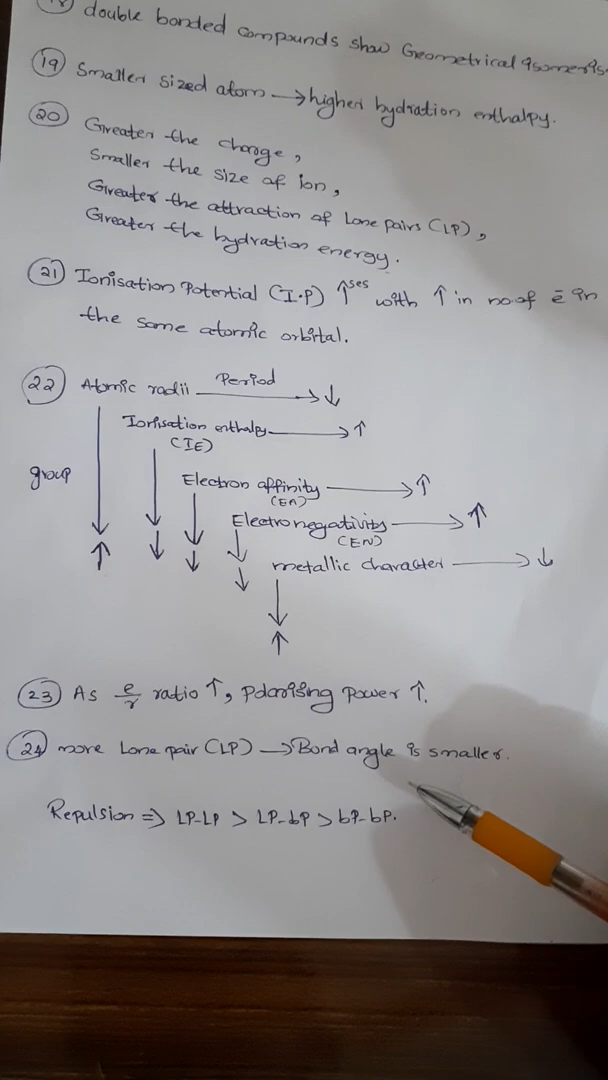 18 double bonded compounds show Geometrical isomeris
19 Smaller sized atom → higher hydration enthalpy.
20 Greater the charge,
Smaller the size of ion,
Greater the attraction of Lone pairs (LP),
Greater the hydration energy.
21 Ionisation Potential (I.P) ↑ses with ↑ in no of ē in
the same atomic orbital.
22 Atomic radii Period → ↓
Ionisation enthalpy → ↑
(IE)
group
Electron affinity → ↑
(EA)
Electronegativity → ↑
(EN)
metallic character → ↓
↓ ↓ ↓ ↓ ↓
↑ ↓ ↓ ↓ ↑
23 As e/r ratio ↑, Polarising Power ↑.
24 more Lone pair (LP) → Bond angle is smaller.
Repulsion ⇒ LP-LP > LP-bP > bP-bP.